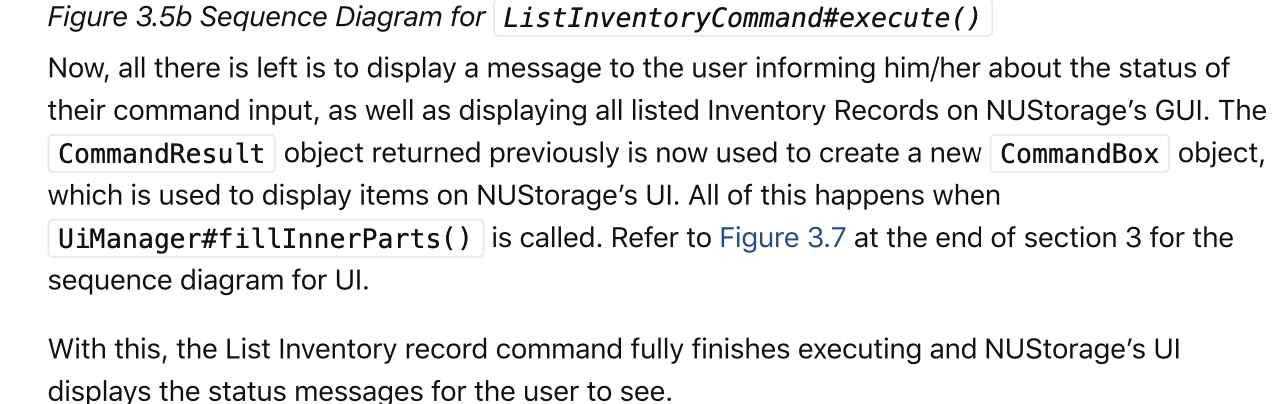 Figure 3.5b Sequence Diagram for ListInventoryCommand#execute()
Now, all there is left is to display a message to the user informing him/her about the status of
their command input, as well as displaying all listed Inventory Records on NUStorage’s GUI. The
CommandResult object returned previously is now used to create a new CommandBox object,
which is used to display items on NUStorage’s UI. All of this happens when
UiManager#fillInnerParts() is called. Refer to Figure 3.7 at the end of section 3 for the
sequence diagram for UI.
With this, the List Inventory record command fully finishes executing and NUStorage’s UI
displays the status messages for the user to see.